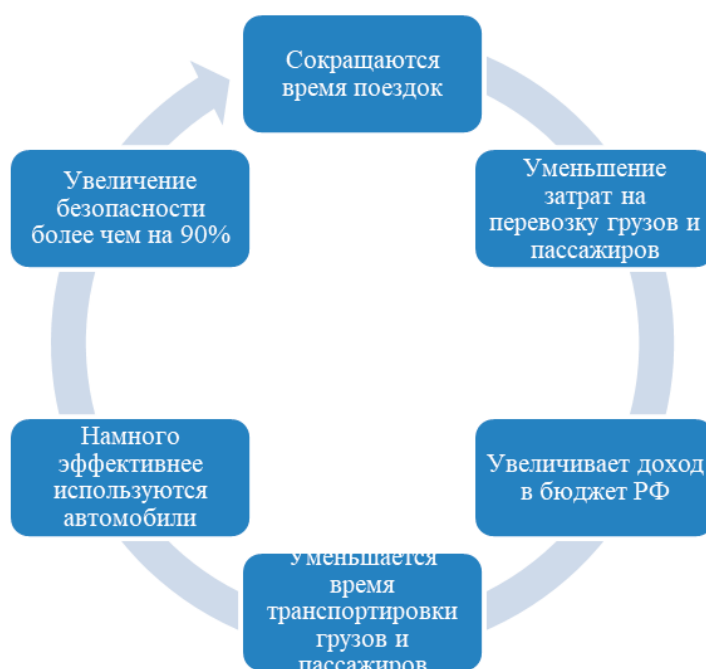 Сокращаются
время поездок
Уменьшение
затрат на
перевозку грузов и
пассажиров
Увеличивает доход
в бюджет РФ
Уменьшается
время
транспортировки
грузов и
пассажиров
Намного
эффективнее
используются
автомобили
Увеличение
безопасности
более чем на 90%